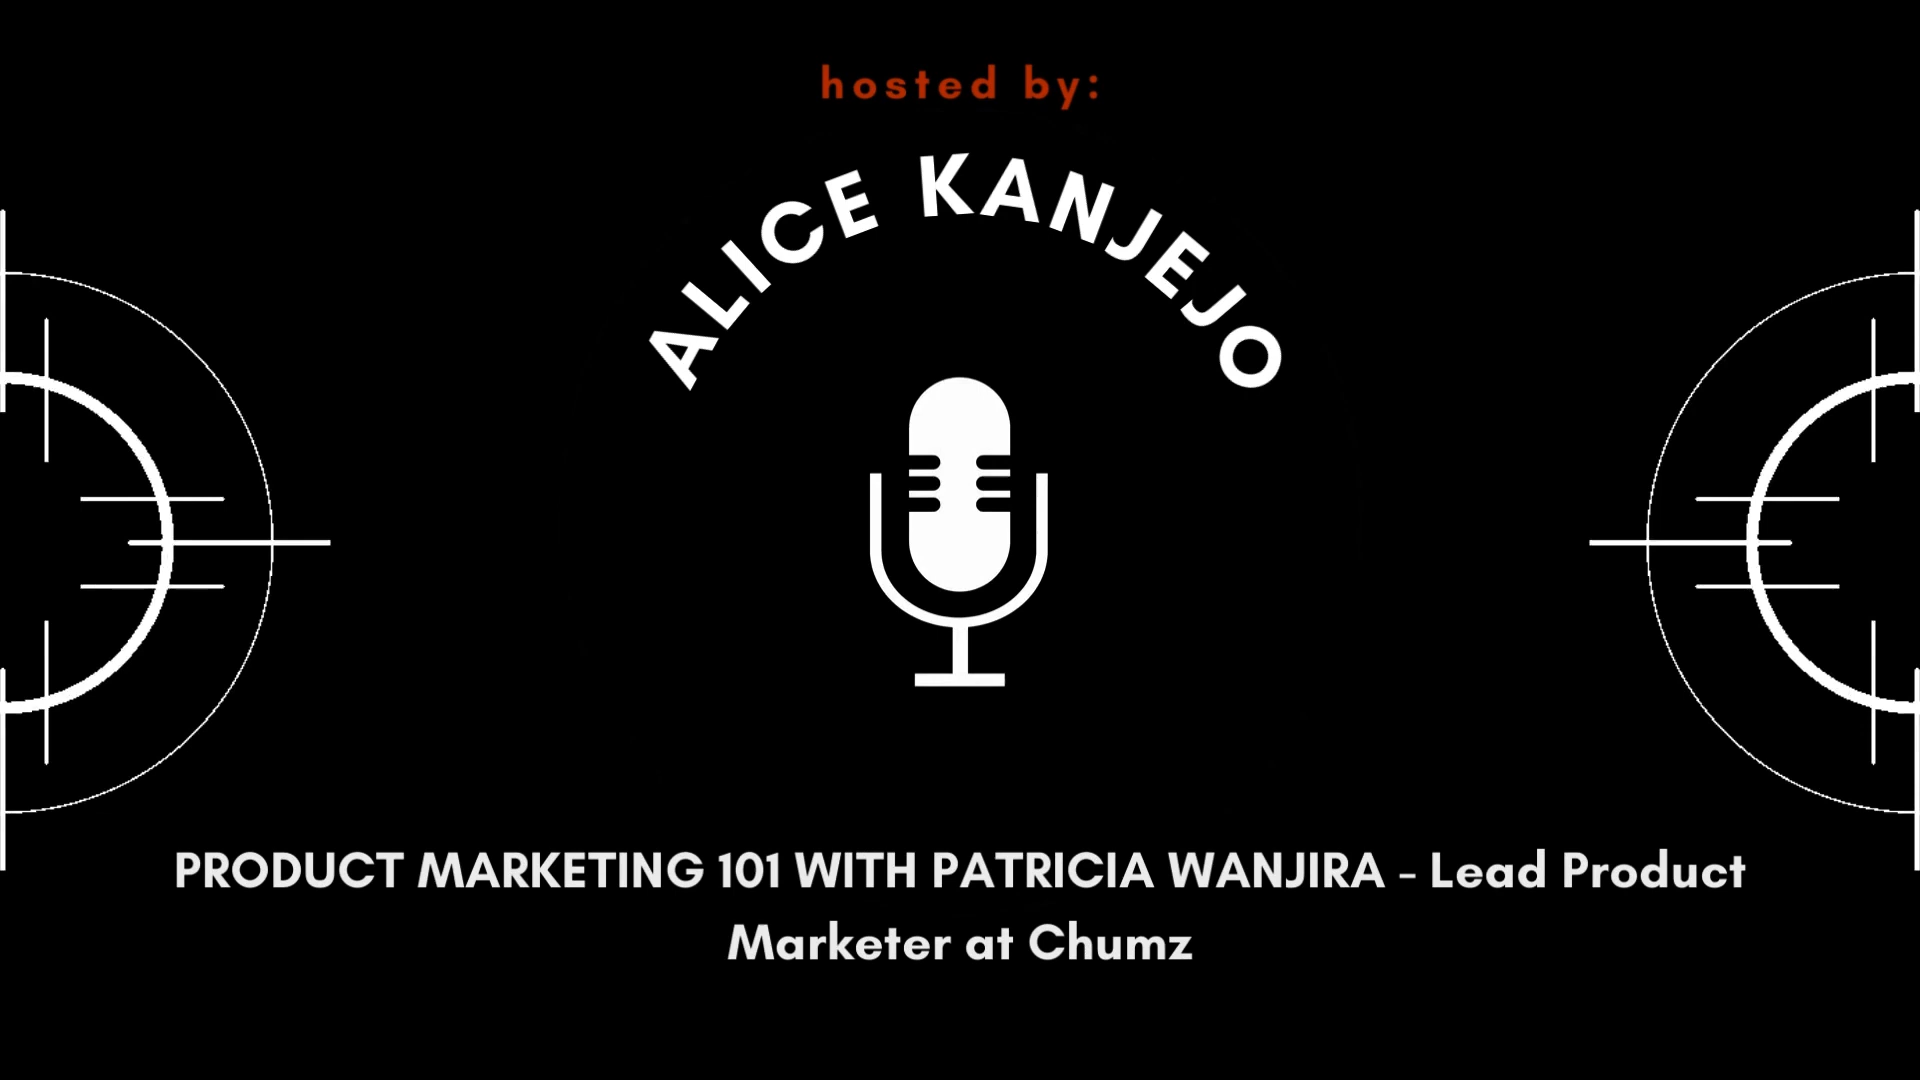 hosted by:
ALICE KANJEJO
PRODUCT MARKETING 101 WITH PATRICIA WANJIRA - Lead Product
Marketer at Chumz